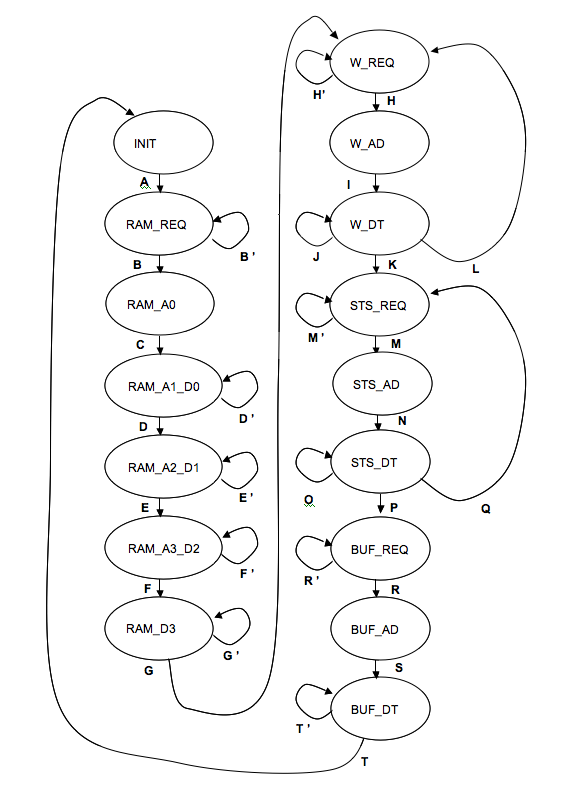 INIT
A
RAM_REQ
B '
B
RAM_A0
C
RAM_A1_D0
D '
D
RAM_A2_D1
E '
E
RAM_A3_D2
F '
F
RAM_D3
G '
G
W_REQ
H'
H
W_AD
I
W_DT
J
K
L
STS_REQ
M '
M
STS_AD
N
STS_DT
O
P
Q
BUF_REQ
R '
R
BUF_AD
S
BUF_DT
T '
T